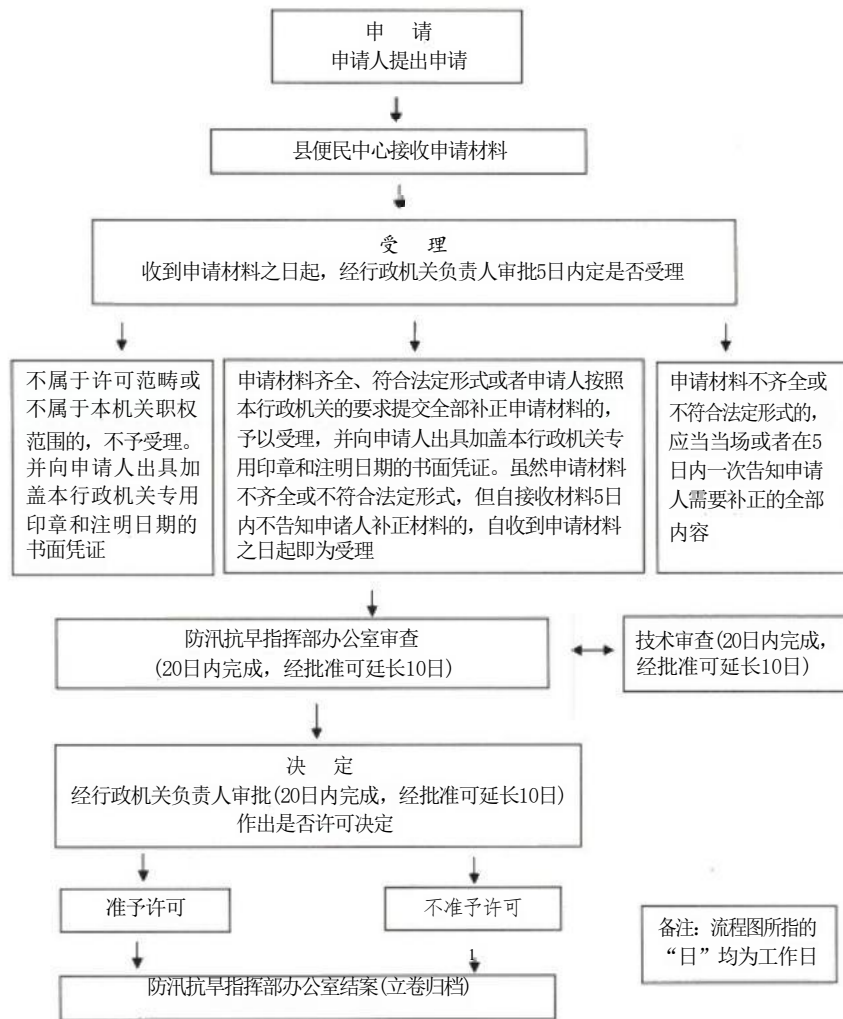 申 请
申请人提出申请
县便民中心接收申请材料
受 理
收到申请材料之日起，经行政机关负责人审批5日内定是否受理
不属于许可范畴或
不属于本机关职权
范围的，不予受理。
并向申请人出具加
盖本行政机关专用
印章和注明日期的
书面凭证
申请材料齐全、符合法定形式或者申请人按照
本行政机关的要求提交全部补正申请材料的，
予以受理，并向申请人出具加盖本行政机关专
用印章和注明日期的书面凭证。虽然申请材料
不齐全或不符合法定形式，但自接收材料5日
内不告知申诸人补正材料的，自收到申请材料
之日起即为受理
申请材料不齐全或
不符合法定形式的，
应当当场或者在5
日内一次告知申请
人需要补正的全部
内容
防汛抗早指挥部办公室审查
(20日内完成，经批准可廷长10日)
技术审查(20日内完成，
经批准可延长10日)
决 定
经行政机关负责人审批(20日内完成，经批准可延长10日)
作出是否许可决定
准予许可
不准予许可
防汛抗早指挥部办公室结案(立卷归档)
备注：流程图所指的
“日”均为工作日